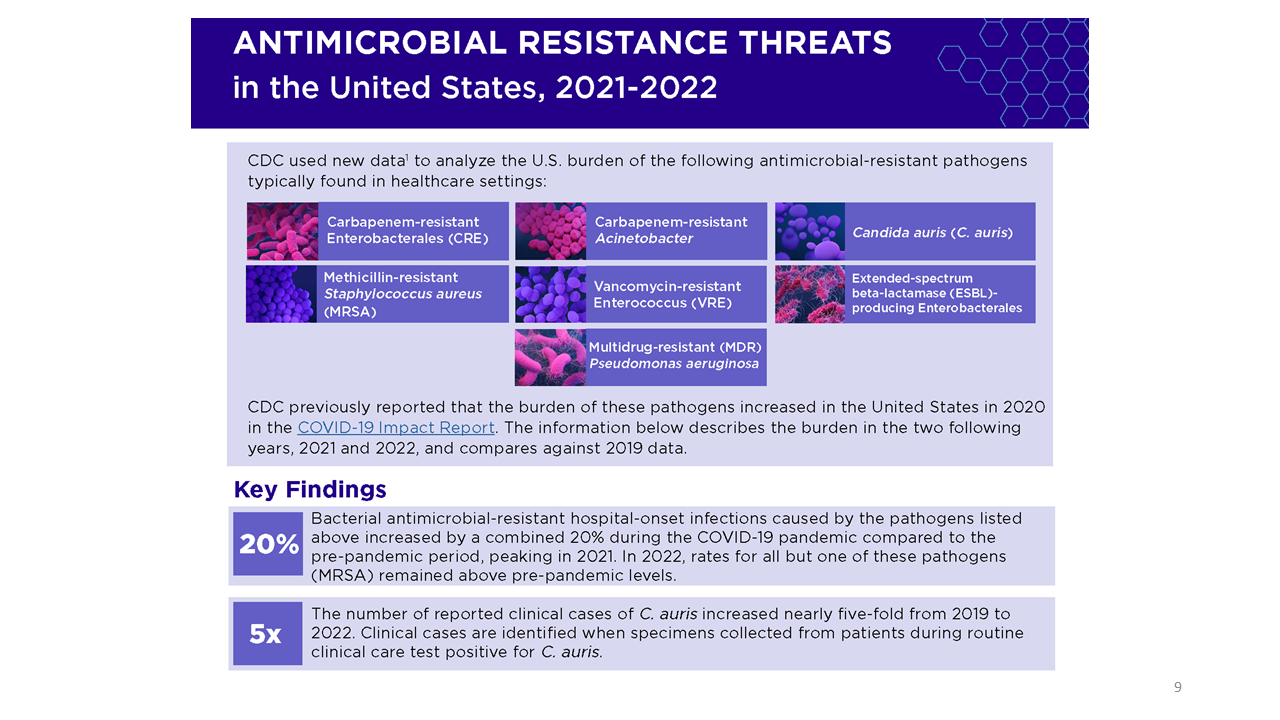 ANTIMICROBIAL RESISTANCE THREATS
in the United States, 2021-2022
CDC used new data¹ to analyze the U.S. burden of the following antimicrobial-resistant pathogens
typically found in healthcare settings:
Carbapenem-resistant
Enterobacterales (CRE)
Carbapenem-resistant
Acinetobacter
Candida auris (C. auris)
Methicillin-resistant
Staphylococcus aureus
(MRSA)
Vancomycin-resistant
Enterococcus (VRE)
Extended-spectrum
beta-lactamase (ESBL)-
producing Enterobacterales
Multidrug-resistant (MDR)
Pseudomonas aeruginosa
CDC previously reported that the burden of these pathogens increased in the United States in 2020
in the COVID-19 Impact Report. The information below describes the burden in the two following
years, 2021 and 2022, and compares against 2019 data.
Key Findings
20%
Bacterial antimicrobial-resistant hospital-onset infections caused by the pathogens listed
above increased by a combined 20% during the COVID-19 pandemic compared to the
pre-pandemic period, peaking in 2021. In 2022, rates for all but one of these pathogens
(MRSA) remained above pre-pandemic levels.
5x
The number of reported clinical cases of C. auris increased nearly five-fold from 2019 to
2022. Clinical cases are identified when specimens collected from patients during routine
clinical care test positive for C. auris.
9